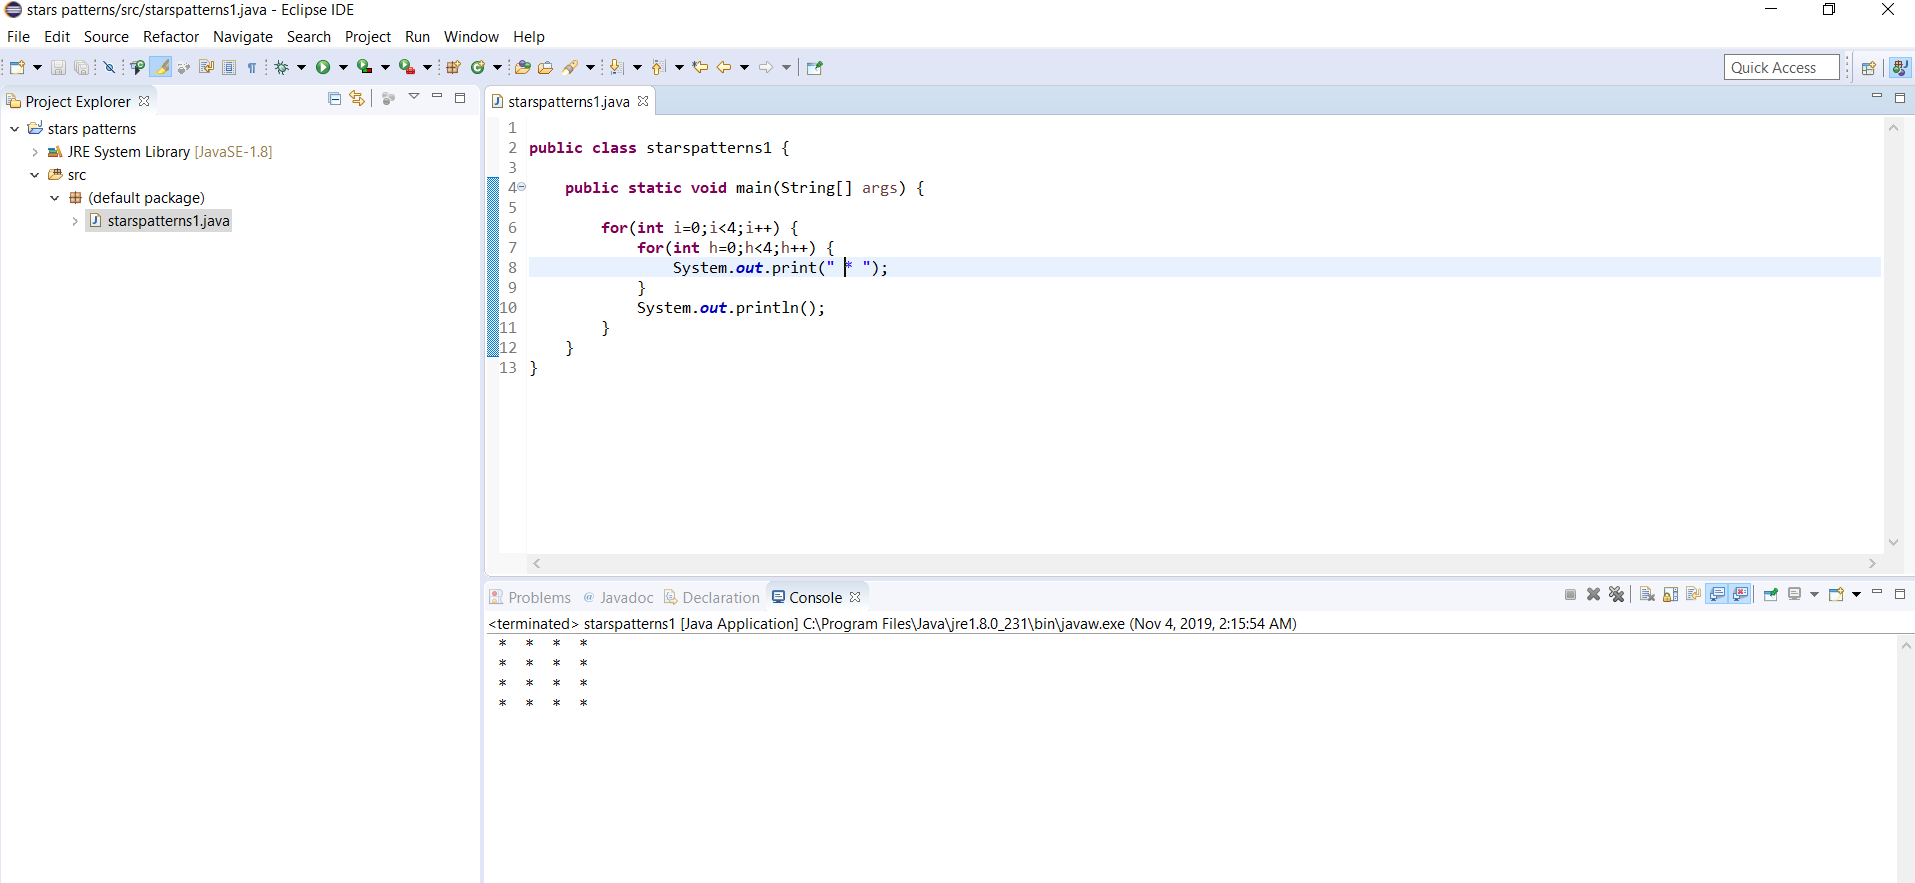 stars patterns/src/starspatterns1.java - Eclipse IDE
File Edit Source Refactor Navigate Search Project Run Window Help
Quick Access
Project Explorer
stars patterns
JRE System Library [JavaSE-1.8]
src
(default package)
starspatterns1.java
starspatterns1.java
1
2 public class starspatterns1 {
3
4     public static void main(String[] args) {
5
6         for(int i=0;i<4;i++) {
7             for(int h=0;h<4;h++) {
8                 System.out.print(" * ");
9             }
10             System.out.println();
11         }
12     }
13 }
Problems @ Javadoc Declaration Console
<terminated> starspatterns1 [Java Application] C:\Program Files\Java\jre1.8.0_231\bin\javaw.exe (Nov 4, 2019, 2:15:54 AM)
 *  *  *  * 
 *  *  *  * 
 *  *  *  * 
 *  *  *  *